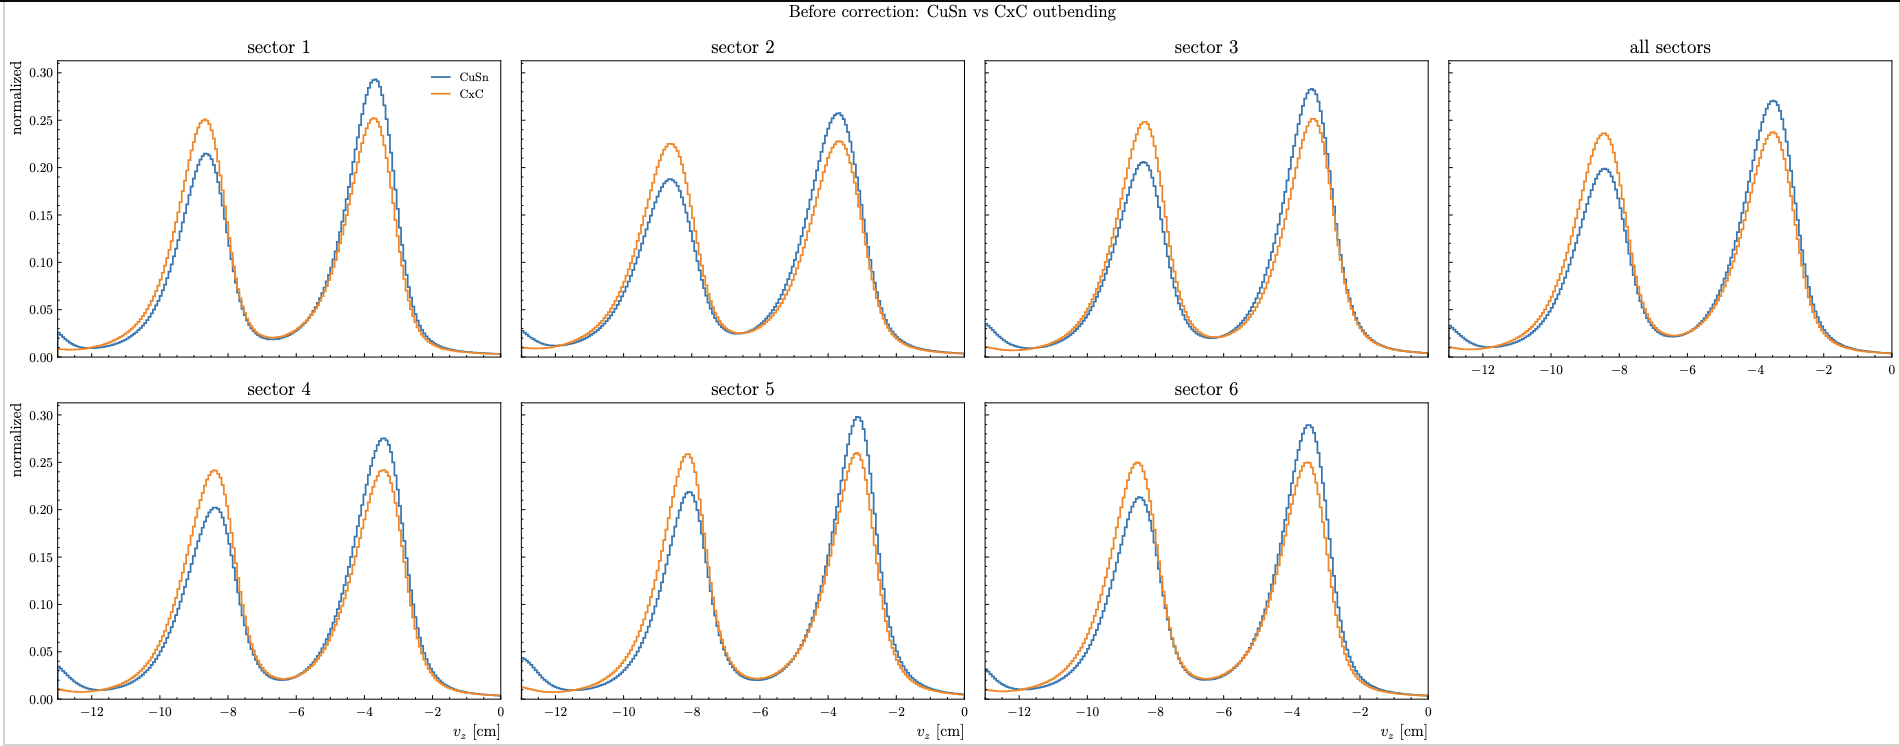 Before correction: CuSn vs CxC outbending
sector 1
sector 2
sector 3
all sectors
normalized
0.30
0.25
0.20
0.15
0.10
0.05
0.00
CuSn
CxC
−12 −10 −8 −6 −4 −2 0
sector 4
sector 5
sector 6
normalized
0.30
0.25
0.20
0.15
0.10
0.05
0.00
−12 −10 −8 −6 −4 −2 0
−12 −10 −8 −6 −4 −2 0
−12 −10 −8 −6 −4 −2 0
v_z [cm]
v_z [cm]
v_z [cm]